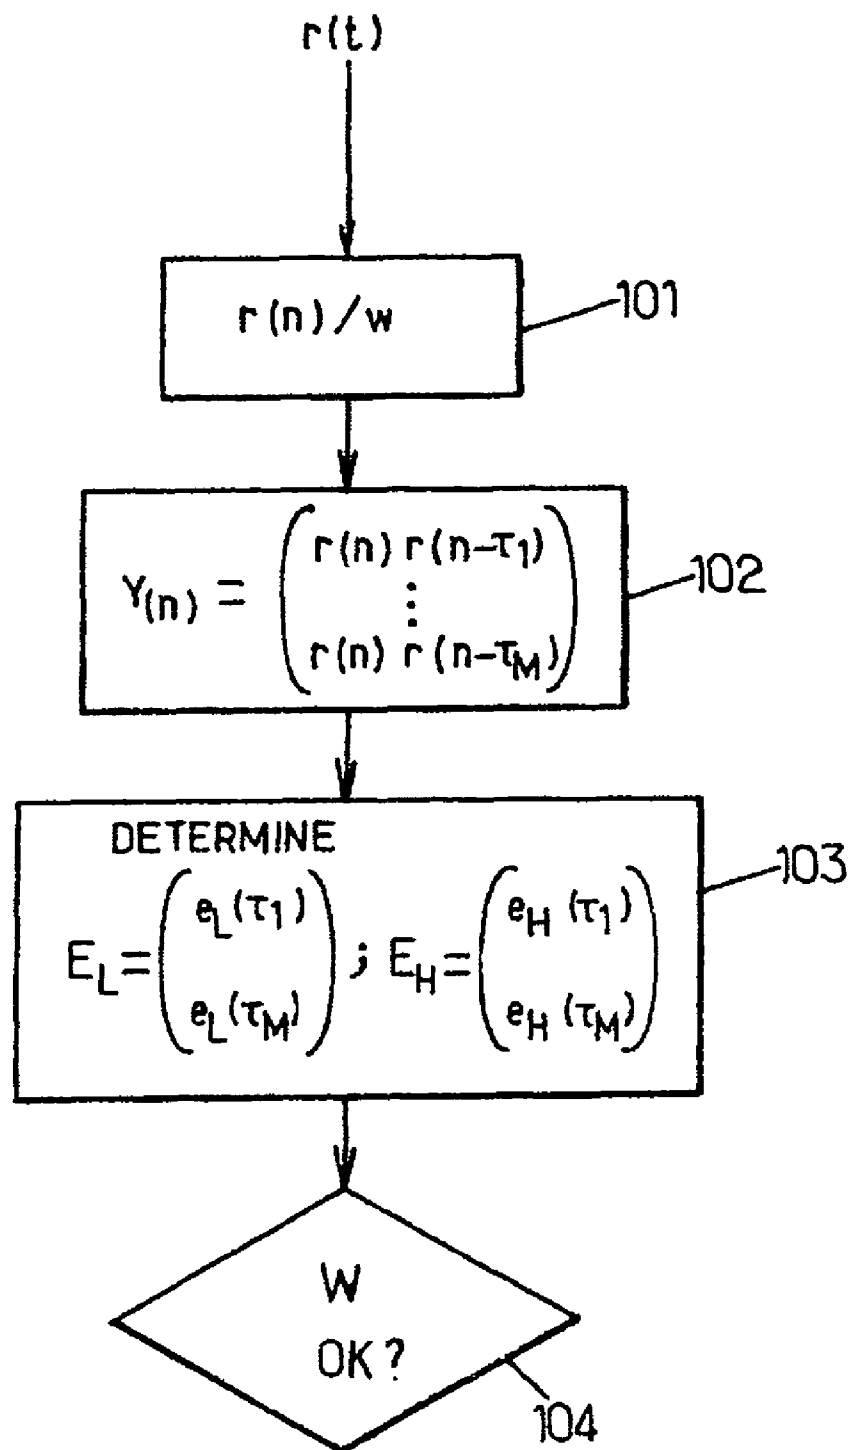 r(t)
r(n)/w
101
Y(n) = ( r(n) r(n-τ1)
⋮
r(n) r(n-τM) )
102
DETERMINE
103
EL = ( eL(τ1) eL(τM) ) ; EH = ( eH(τ1) eH(τM) )
W
OK?
104